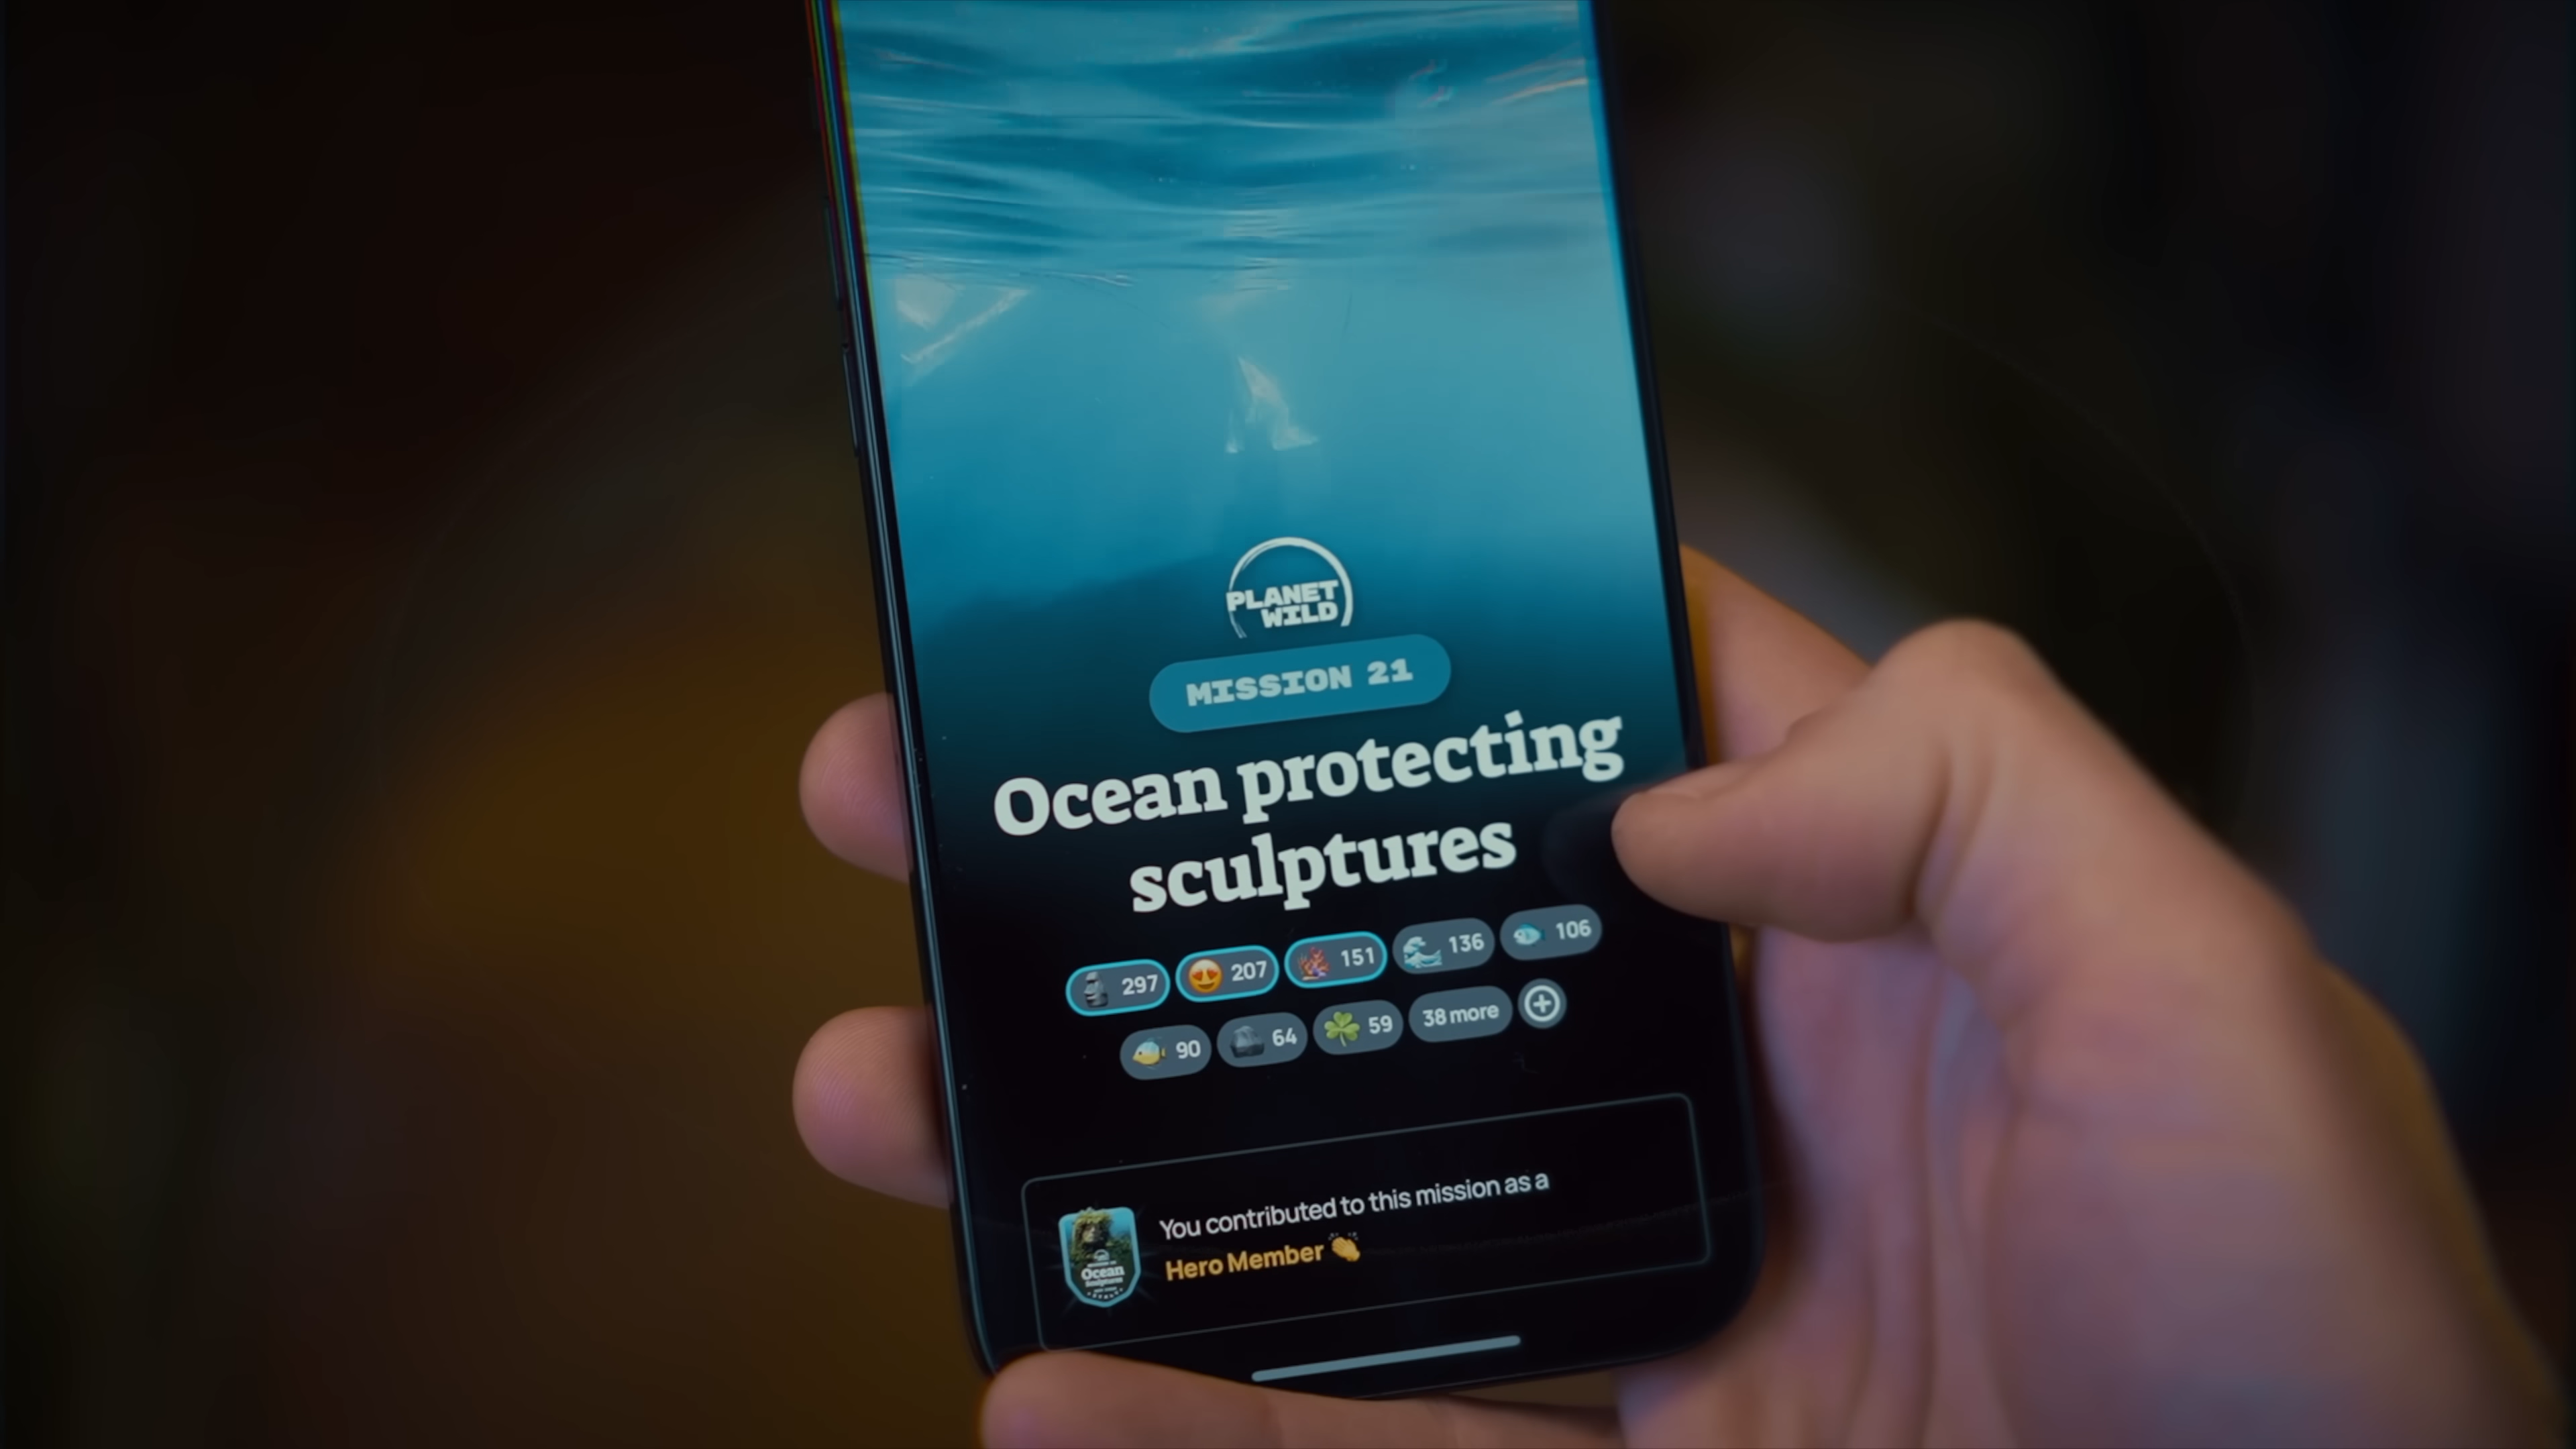 PLANET
WILD
MISSION 21
Ocean protecting
sculptures
297 207 151 136 106
90 64 59 38 more
You contributed to this mission as a
Hero Member
Ocean